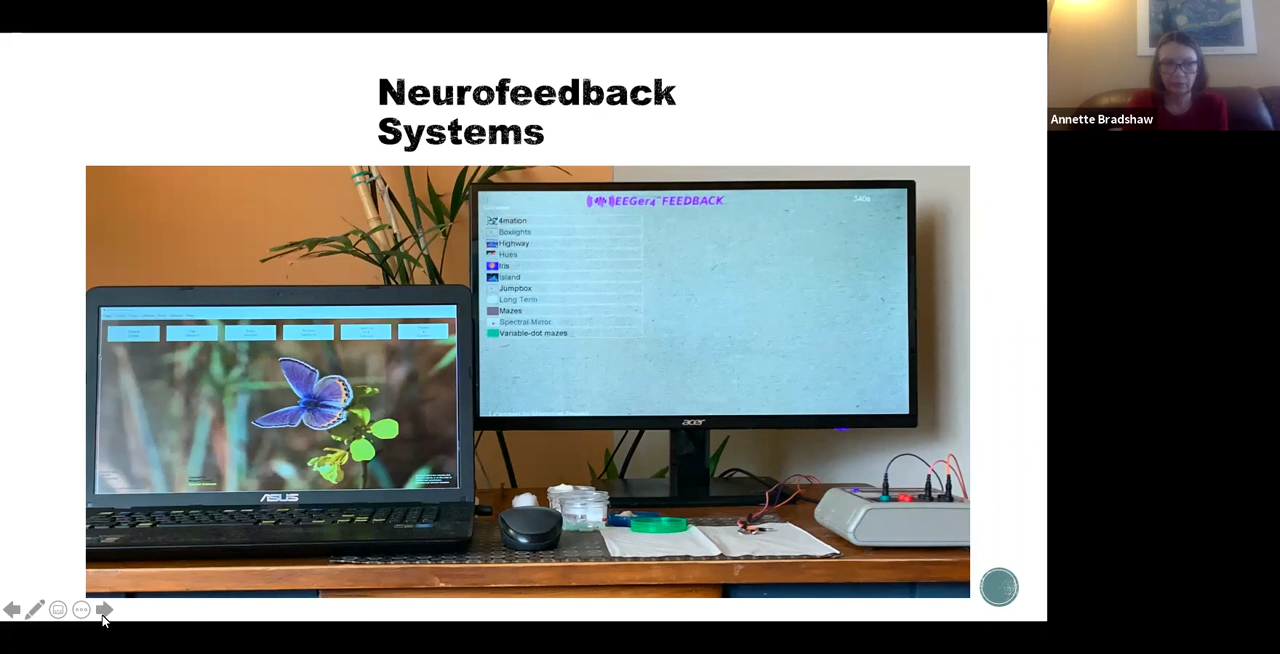 Neurofeedback
Systems
Annette Bradshaw
EEGer4 FEEDBACK
340s
4mation
Boxlights
Highway
Hues
Iris
Island
Jumpbox
Long Term
Mazes
Spectral Mirror
Variable-dot mazes
acer
ASUS